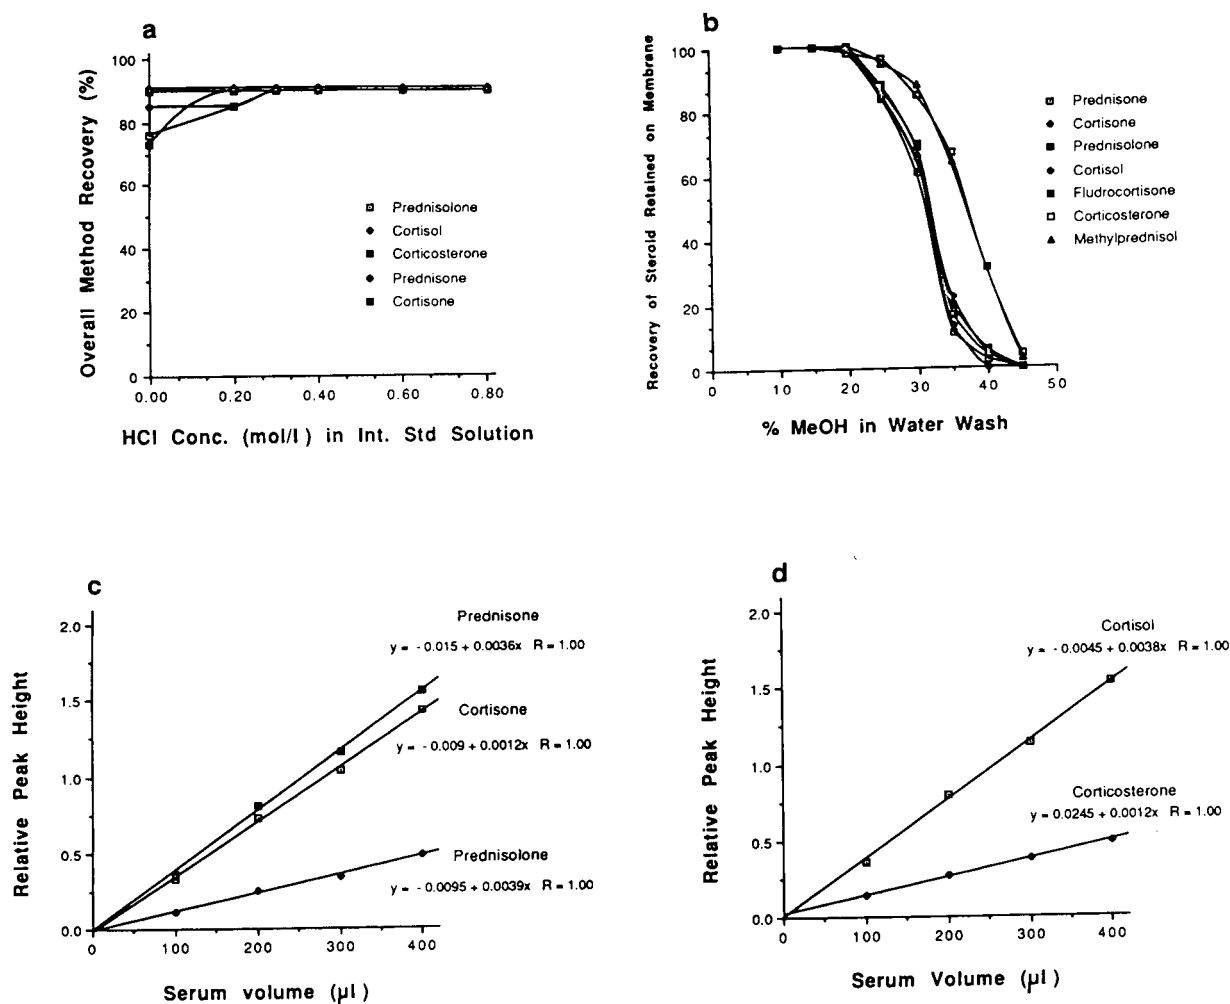 a
Overall Method Recovery (%)
100
80
60
40
20
0
0.00 0.20 0.40 0.60 0.80
HCl Conc. (mol/l) in Int. Std Solution
Prednisolone
Cortisol
Corticosterone
Prednisone
Cortisone
b
Recovery of Steroid Retained on Membrane
100
80
60
40
20
0
0 10 20 30 40 50
% MeOH in Water Wash
Prednisone
Cortisone
Prednisolone
Cortisol
Fludrocortisone
Corticosterone
Methylprednisol
c
Relative Peak Height
2.0
1.5
1.0
0.5
0.0
0 100 200 300 400
Serum volume (µl)
Prednisone
y = - 0.015 + 0.0036x R = 1.00
Cortisone
y = - 0.009 + 0.0012x R = 1.00
Prednisolone
y = - 0.0095 + 0.0039x R = 1.00
d
Relative Peak Height
2.0
1.5
1.0
0.5
0.0
0 100 200 300 400
Serum Volume (µl)
Cortisol
y = - 0.0045 + 0.0038x R = 1.00
Corticosterone
y = 0.0245 + 0.0012x R = 1.00